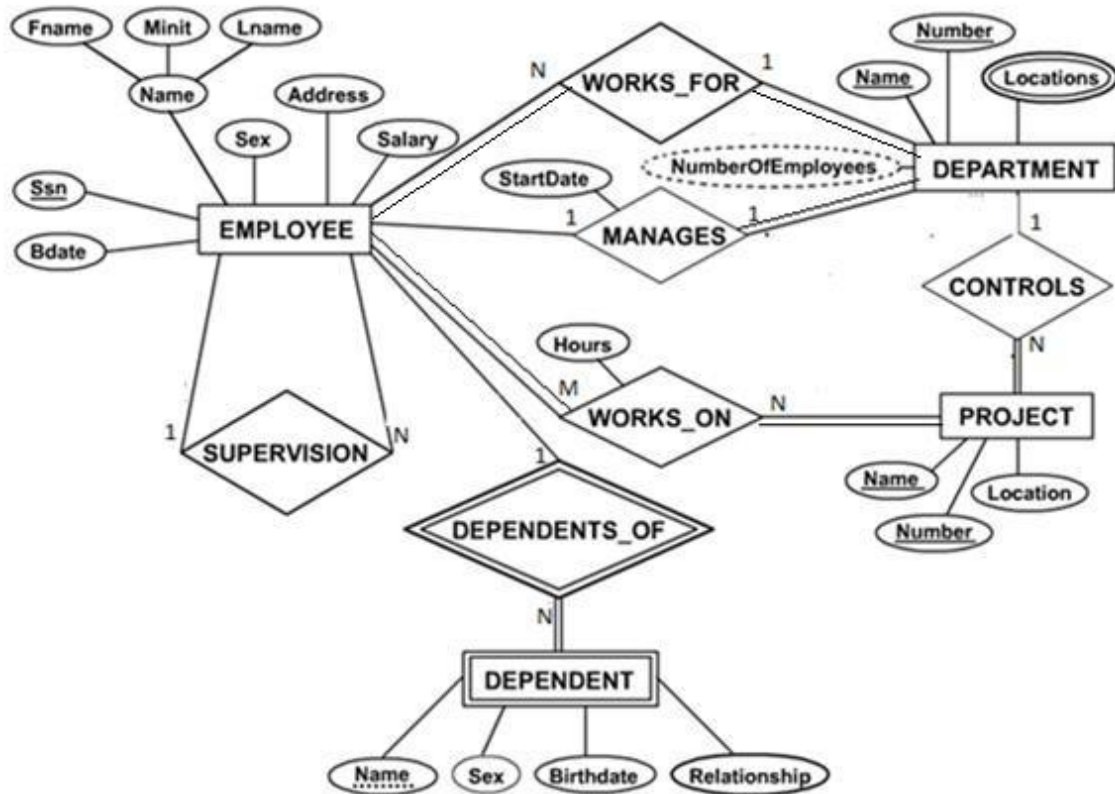 Fname
Minit
Lname
Number
Name
Address
N
WORKS_FOR
1
Name
Locations
Sex
Salary
NumberOfEmployees
DEPARTMENT
StartDate
Ssn
EMPLOYEE
1
MANAGES
1
1
Bdate
CONTROLS
Hours
N
M
WORKS_ON
N
PROJECT
1
SUPERVISION
N
1
Name
Location
DEPENDENTS_OF
Number
N
DEPENDENT
Name
Sex
Birthdate
Relationship